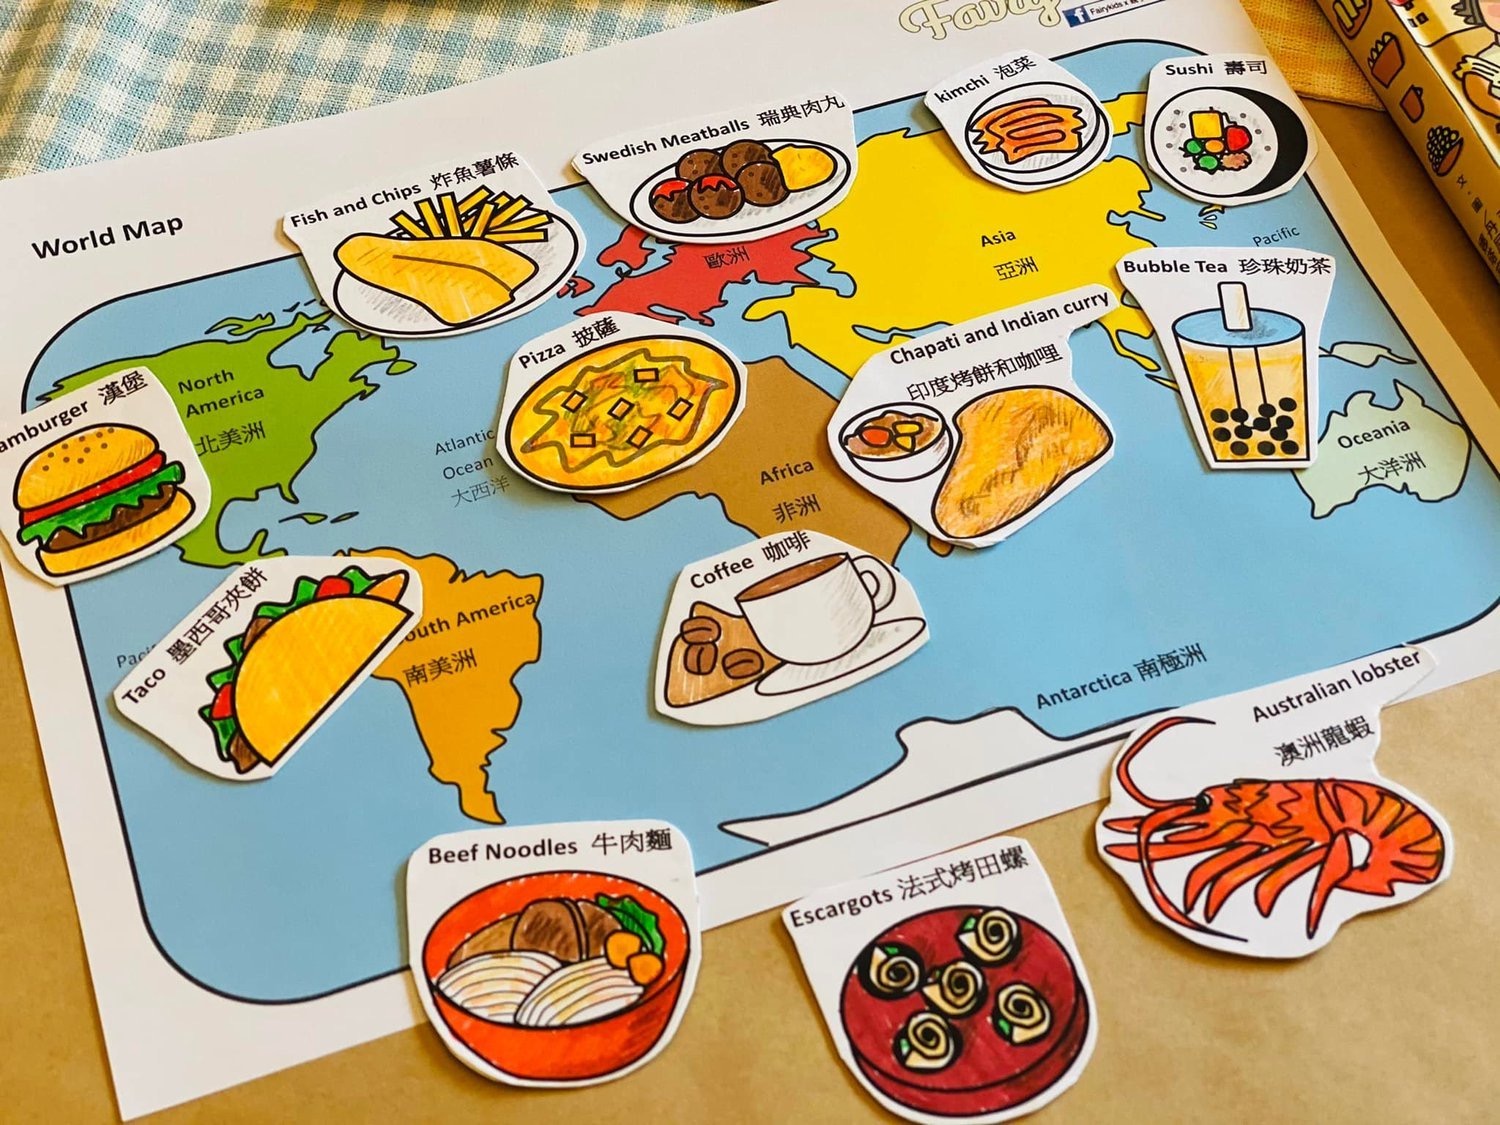 Fairy
Fairykids x
World Map
kimchi 泡菜
Sushi 壽司
Swedish Meatballs 瑞典肉丸
Fish and Chips 炸魚薯條
歐洲
Asia
亞洲
Pacific
Bubble Tea 珍珠奶茶
Pizza 披薩
Chapati and Indian curry
印度烤餅和咖哩
North
America
北美洲
amburger 漢堡
Atlantic
Ocean
大西洋
Africa
非洲
Oceania
大洋洲
Coffee 咖啡
Taco 墨西哥夾餅
outh America
南美洲
Antarctica 南極洲
Australian lobster
澳洲龍蝦
Beef Noodles 牛肉麵
Escargots 法式烤田螺